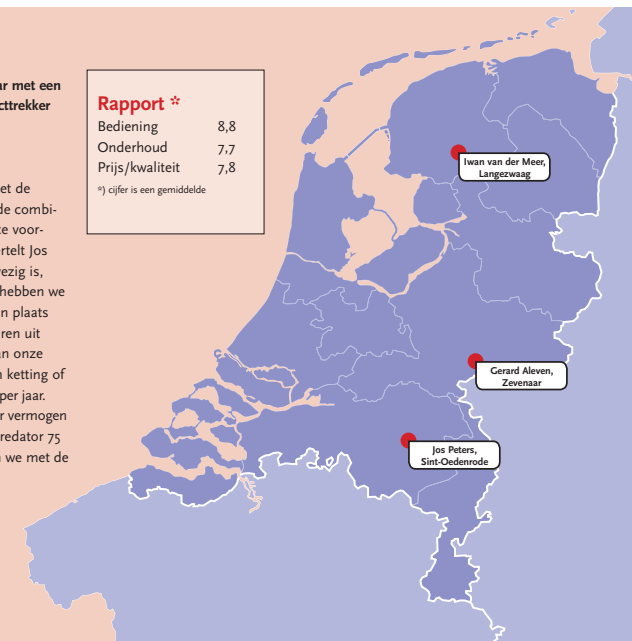 ar met een
cttrekker
et de
de combi-
te voor-
ertelt Jos
ezig is,
hebben we
n plaats
ren uit
an onze
n ketting of
per jaar.
r vermogen
redator 75
n we met de
Rapport *
Bediening 8,8
Onderhoud 7,7
Prijs/kwaliteit 7,8
*) cijfer is een gemiddelde
Iwan van der Meer,
Langezwaag
Gerard Aleven,
Zevenaar
Jos Peters,
Sint-Oedenrode